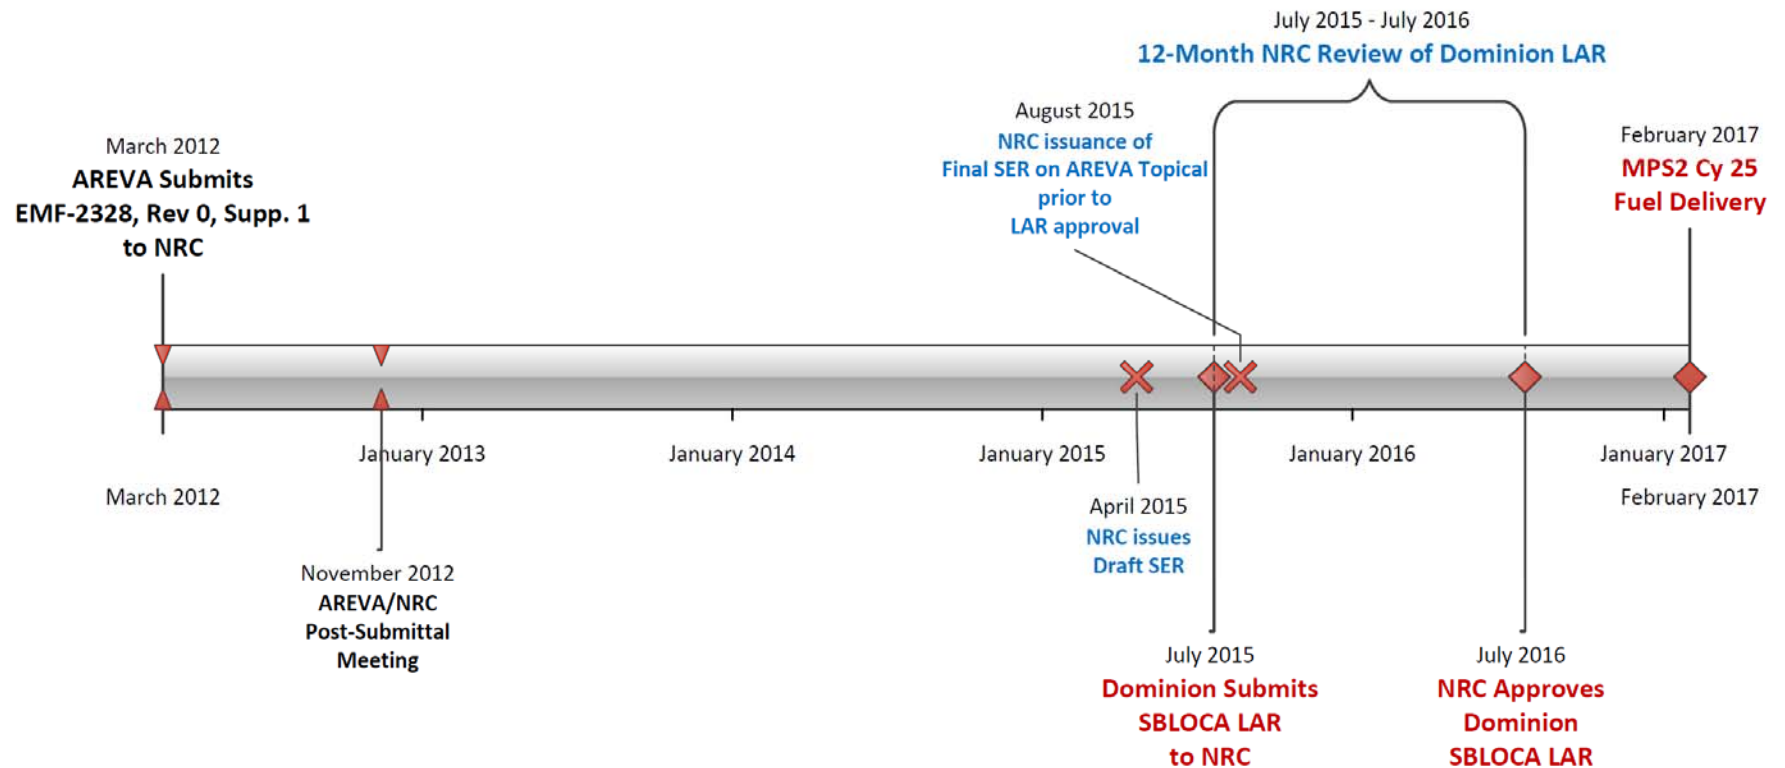 July 2015 - July 2016
12-Month NRC Review of Dominion LAR
August 2015
NRC issuance of
Final SER on AREVA Topical
prior to
LAR approval
March 2012
AREVA Submits
EMF-2328, Rev 0, Supp. 1
to NRC
February 2017
MPS2 Cy 25
Fuel Delivery
January 2013
January 2014
January 2015
January 2016
January 2017
March 2012
February 2017
April 2015
NRC issues
Draft SER
November 2012
AREVA/NRC
Post-Submittal
Meeting
July 2015
Dominion Submits
SBLOCA LAR
to NRC
July 2016
NRC Approves
Dominion
SBLOCA LAR